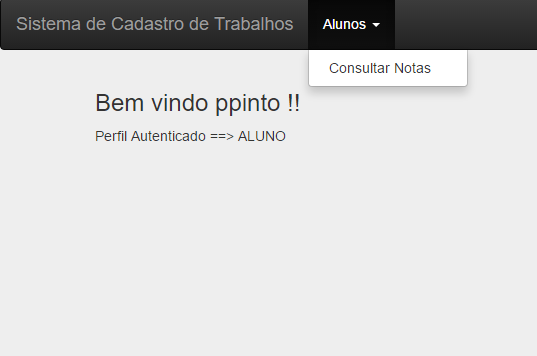 Sistema de Cadastro de Trabalhos Alunos
Consultar Notas
Bem vindo ppinto !!
Perfil Autenticado ==> ALUNO